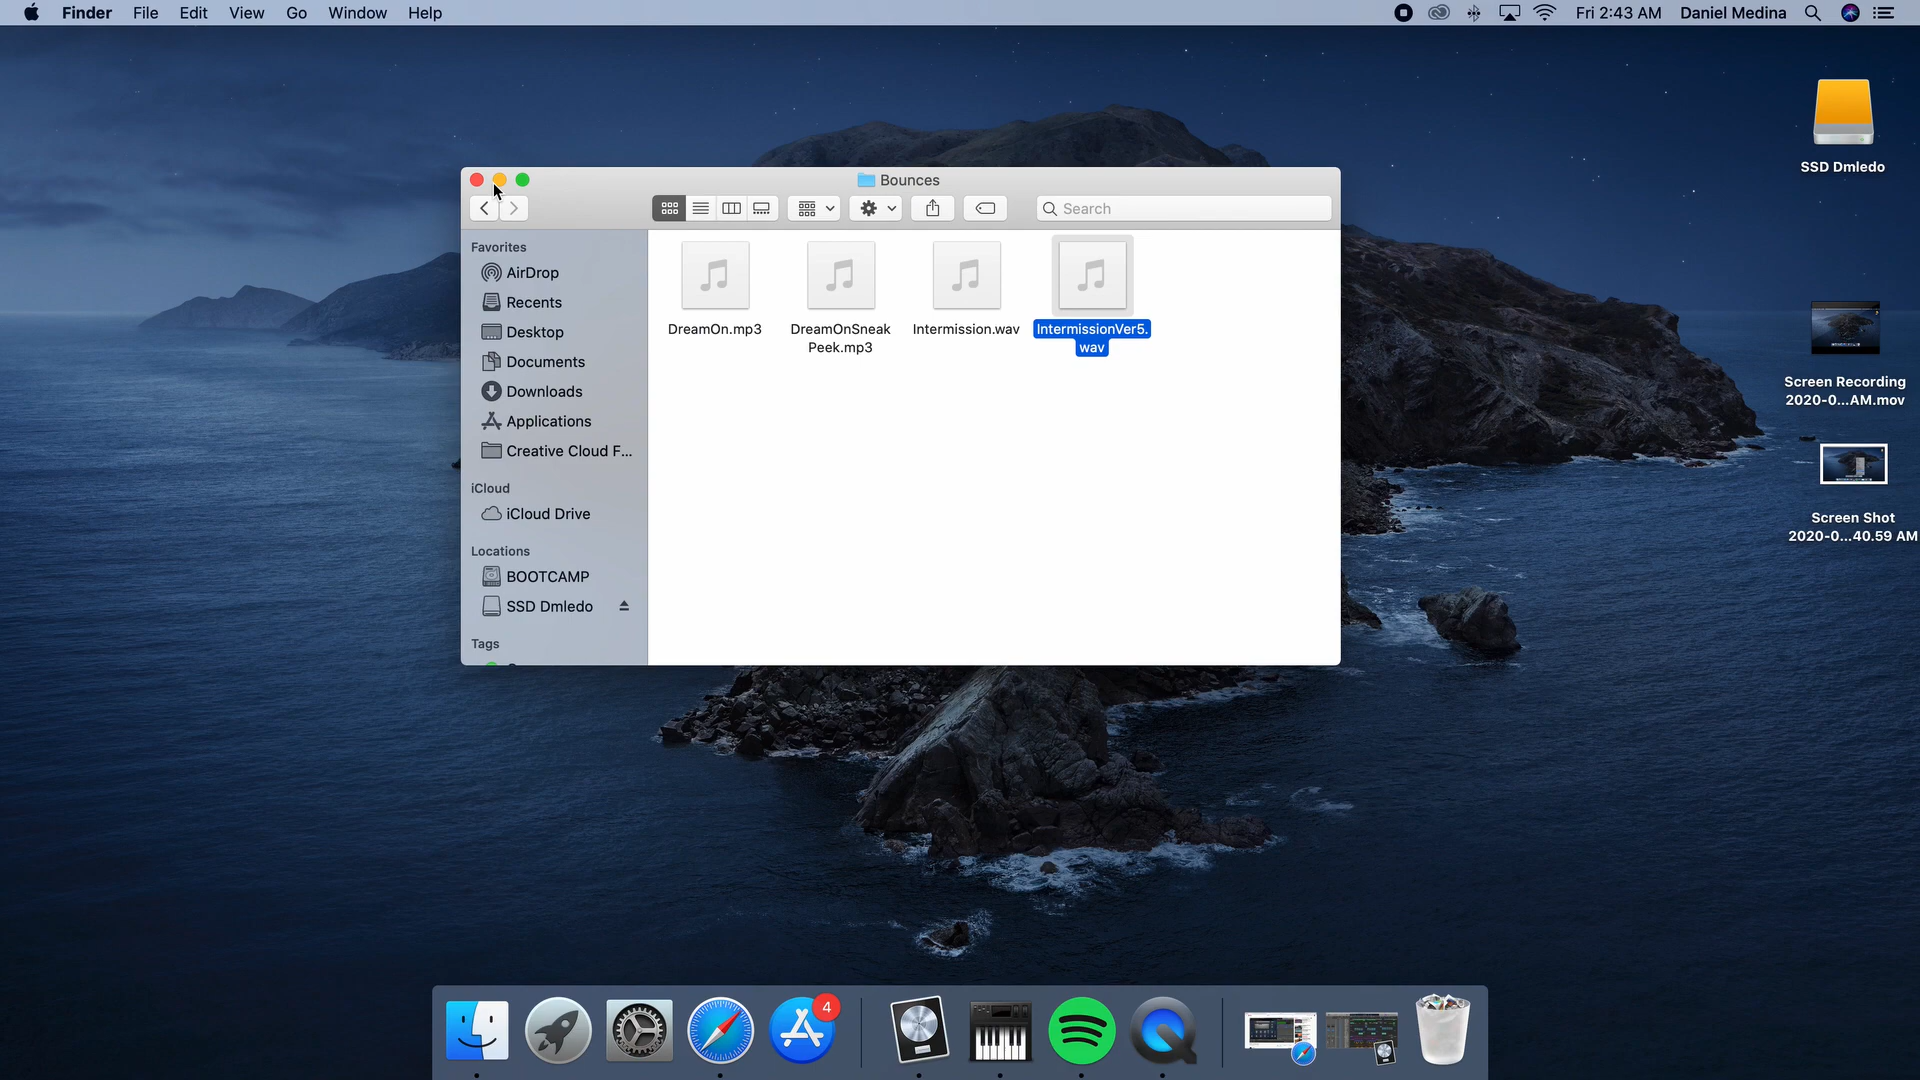 Finder File Edit View Go Window Help
Fri 2:43 AM Daniel Medina
SSD Dmledo
Bounces
Search
Favorites
AirDrop
Recents
Desktop
Documents
Downloads
Applications
Creative Cloud F...
iCloud
iCloud Drive
Locations
BOOTCAMP
SSD Dmledo
Tags
DreamOn.mp3
DreamOnSneak
Peek.mp3
Intermission.wav
IntermissionVer5.
wav
Screen Recording
2020-0...AM.mov
Screen Shot
2020-0...40.59 AM
4